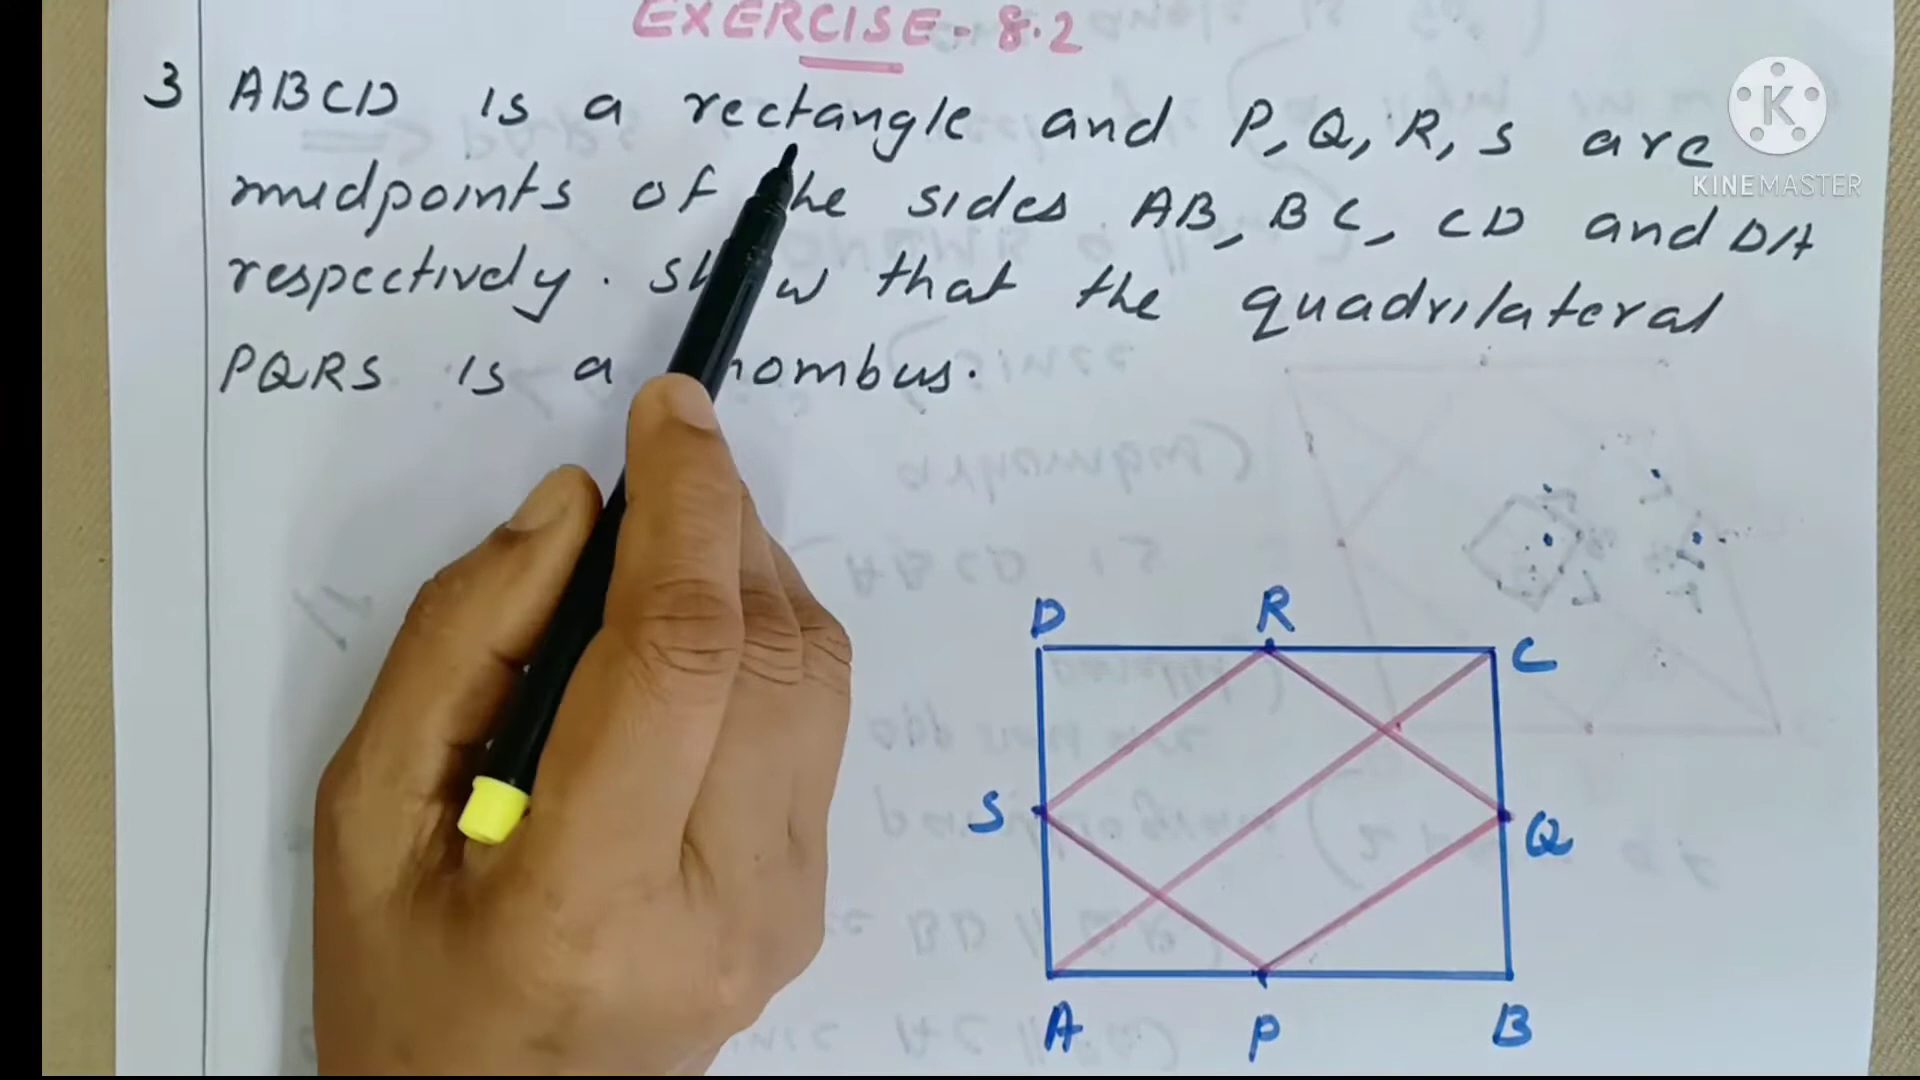 EXERCISE - 8.2
3 ABCD is a rectangle and P, Q, R, S are
midpoints of the sides AB, BC, CD and DA
respectively. Show that the quadrilateral
PQRS is a rhombus.
K
KINEMASTER
D R C
S Q
A P B